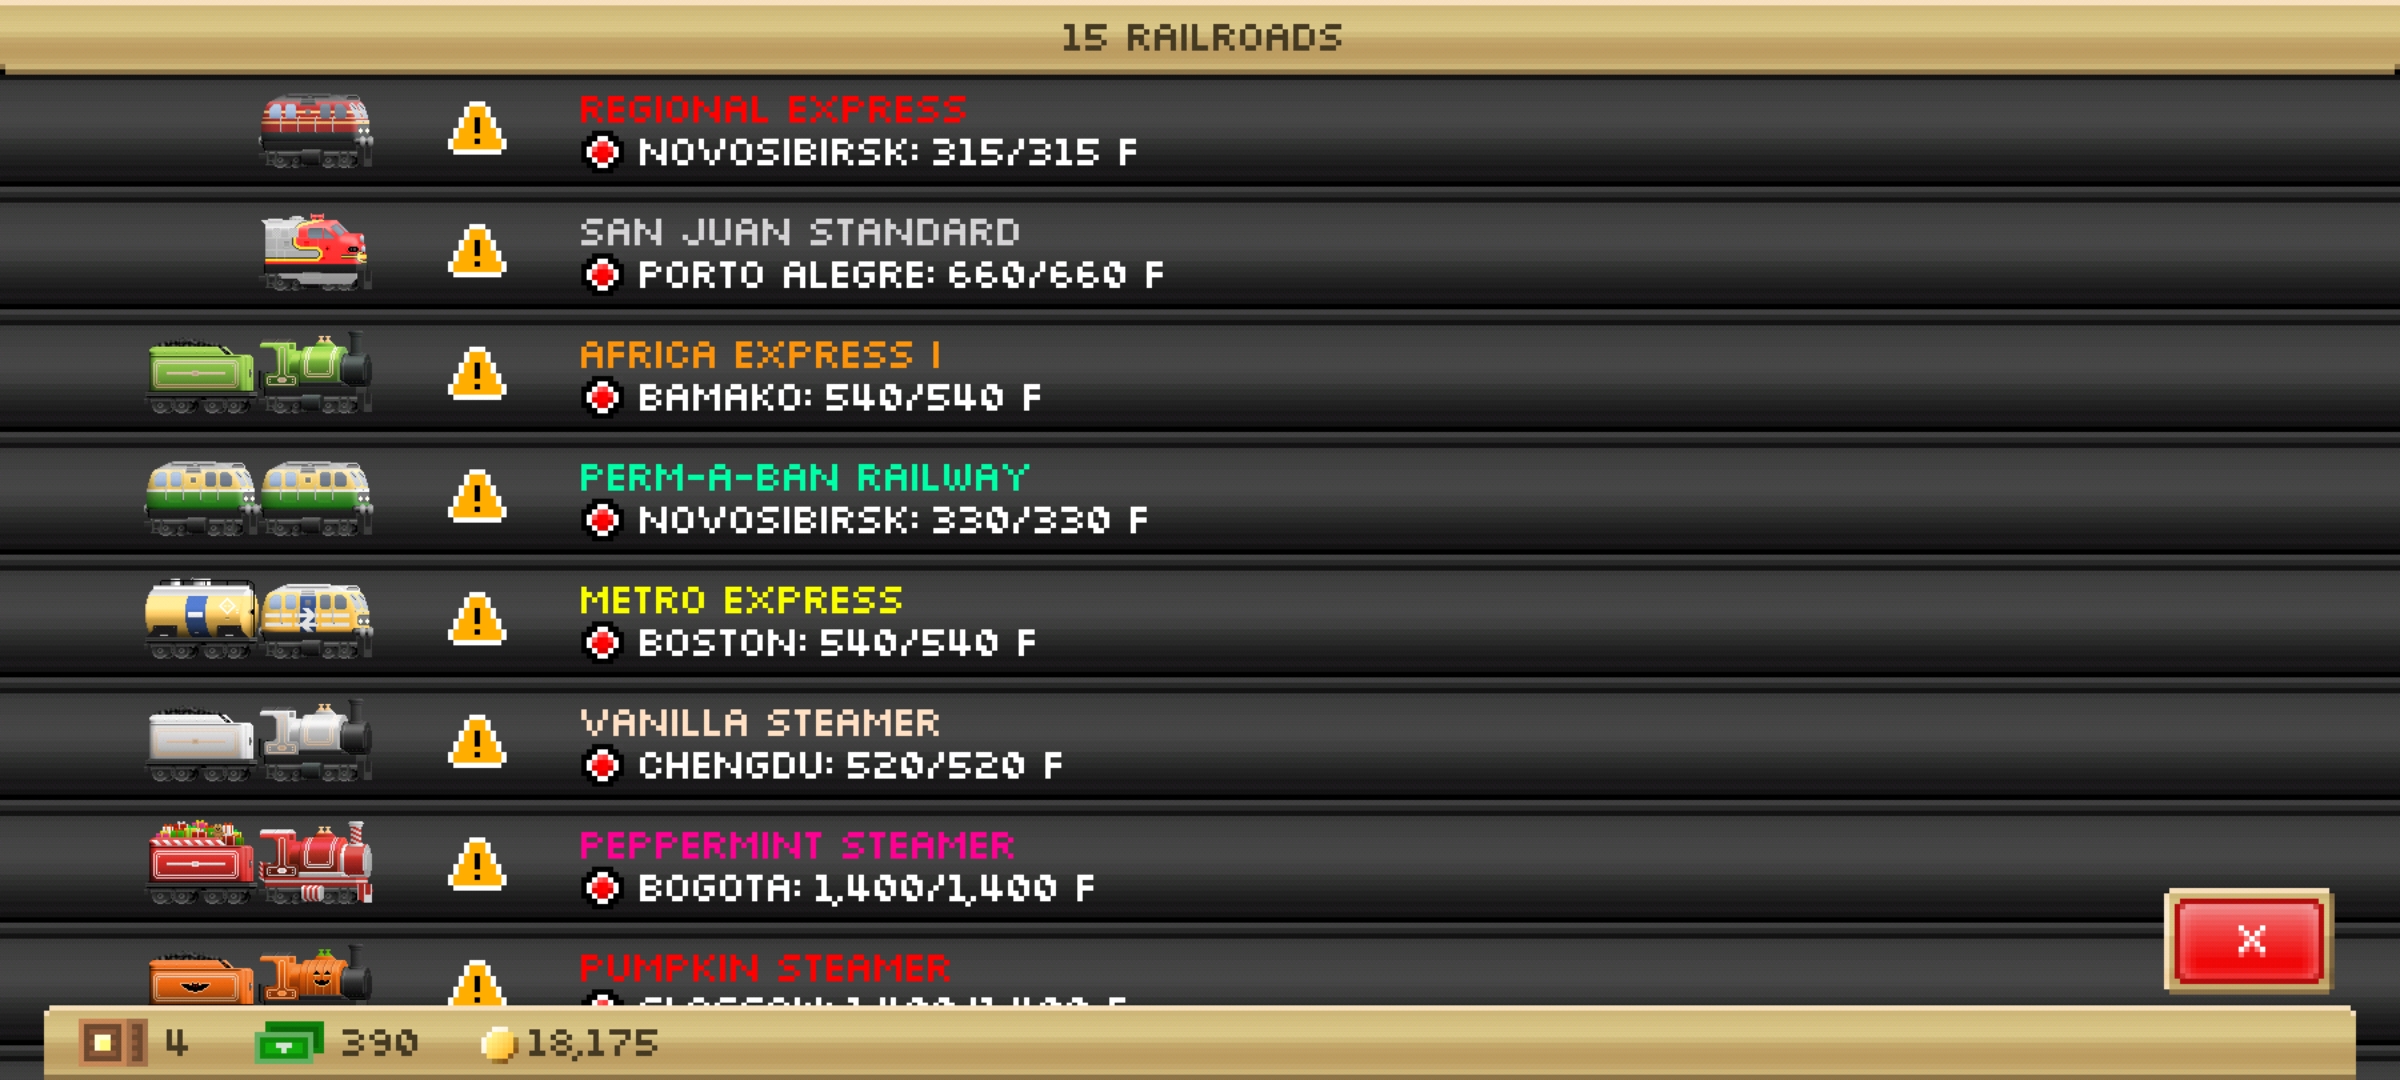 15 RAILROADS
REGIONAL EXPRESS
NOVOSIBIRSK: 315/315 F
SAN JUAN STANDARD
PORTO ALEGRE: 660/660 F
AFRICA EXPRESS I
BAMAKO: 540/540 F
PERM-A-BAN RAILWAY
NOVOSIBIRSK: 330/330 F
METRO EXPRESS
BOSTON: 540/540 F
VANILLA STEAMER
CHENGDU: 520/520 F
PEPPERMINT STEAMER
BOGOTA: 1,400/1,400 F
X
PUMPKIN STEAMER
4 390 18,175